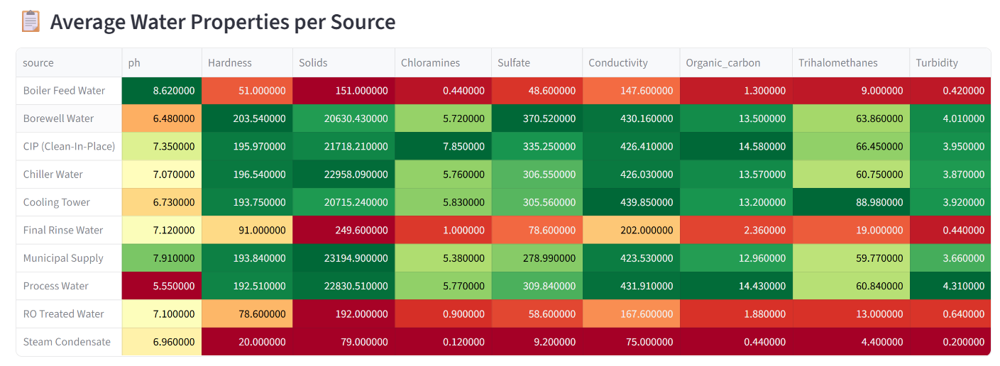 Average Water Properties per Source
source ph Hardness Solids Chloramines Sulfate Conductivity Organic_carbon Trihalomethanes Turbidity
Boiler Feed Water 8.620000 51.000000 151.000000 0.440000 48.600000 147.600000 1.300000 9.000000 0.420000
Borewell Water 6.480000 203.540000 20630.430000 5.720000 370.520000 430.160000 13.500000 63.860000 4.010000
CIP (Clean-In-Place) 7.350000 195.970000 21718.210000 7.850000 335.250000 426.410000 14.580000 66.450000 3.950000
Chiller Water 7.070000 196.540000 22958.090000 5.760000 306.550000 426.030000 13.570000 60.750000 3.870000
Cooling Tower 6.730000 193.750000 20715.240000 5.830000 305.560000 439.850000 13.200000 88.980000 3.920000
Final Rinse Water 7.120000 91.000000 249.600000 1.000000 78.600000 202.000000 2.360000 19.000000 0.440000
Municipal Supply 7.910000 193.840000 23194.900000 5.380000 278.990000 423.530000 12.960000 59.770000 3.660000
Process Water 5.550000 192.510000 22830.510000 5.770000 309.840000 431.910000 14.430000 60.840000 4.310000
RO Treated Water 7.100000 78.600000 192.000000 0.900000 58.600000 167.600000 1.880000 13.000000 0.640000
Steam Condensate 6.960000 20.000000 79.000000 0.120000 9.200000 75.000000 0.440000 4.400000 0.200000